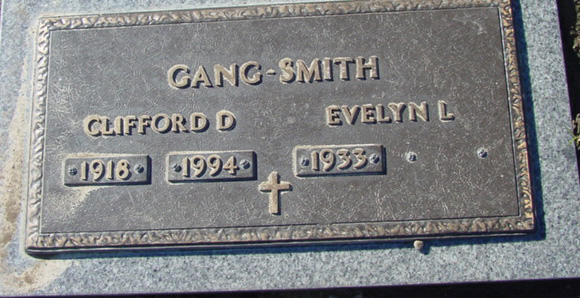 GANG-SMITH
CLIFFORD D EVELYN L
1918 1994 1933